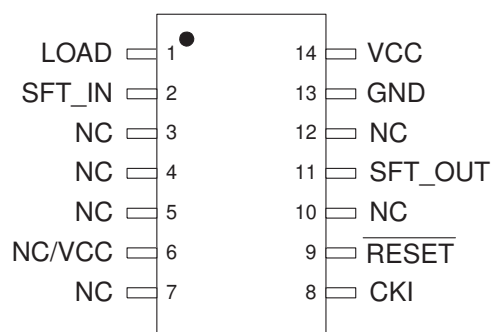 LOAD 1 14 VCC
SFT_IN 2 13 GND
NC 3 12 NC
NC 4 11 SFT_OUT
NC 5 10 NC
NC/VCC 6 9 RESET
NC 7 8 CKI